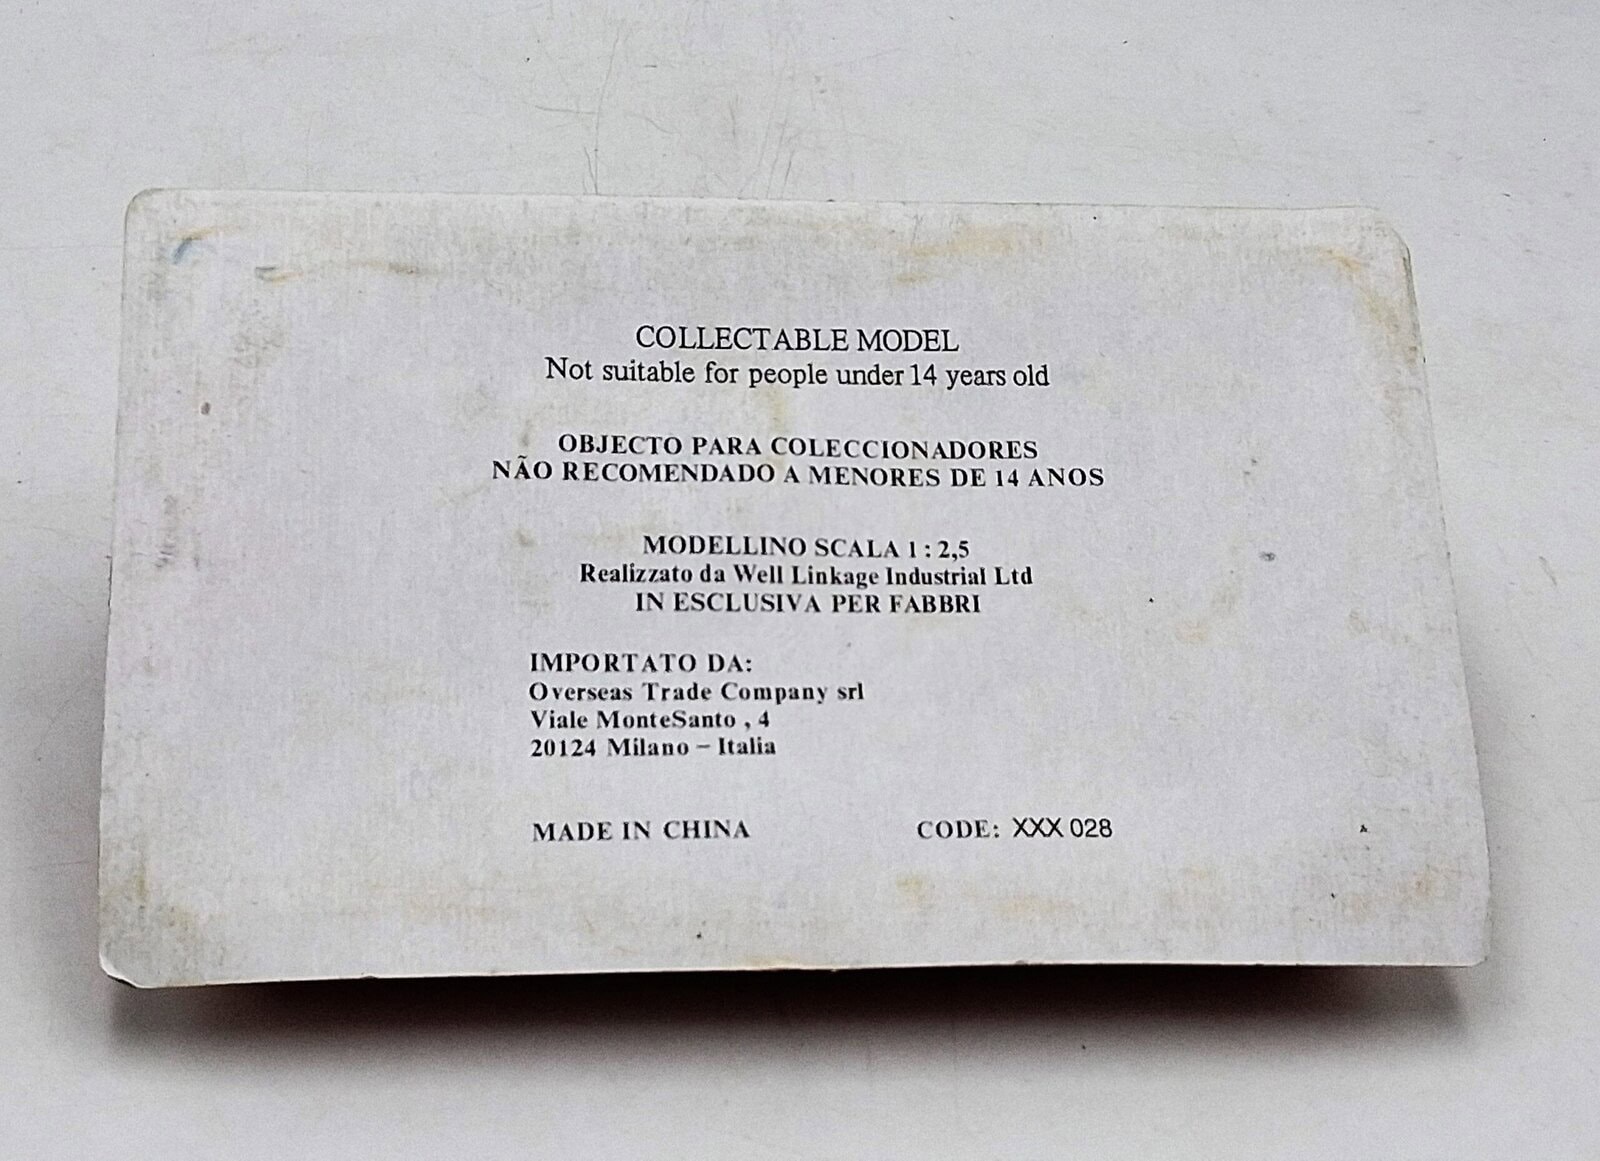 COLLECTABLE MODEL
Not suitable for people under 14 years old
OBJECTO PARA COLECCIONADORES
NÃO RECOMENDADO A MENORES DE 14 ANOS
MODELLINO SCALA 1 : 2,5
Realizzato da Well Linkage Industrial Ltd
IN ESCLUSIVA PER FABBRI
IMPORTATO DA:
Overseas Trade Company srl
Viale MonteSanto , 4
20124 Milano – Italia
MADE IN CHINA CODE: XXX 028